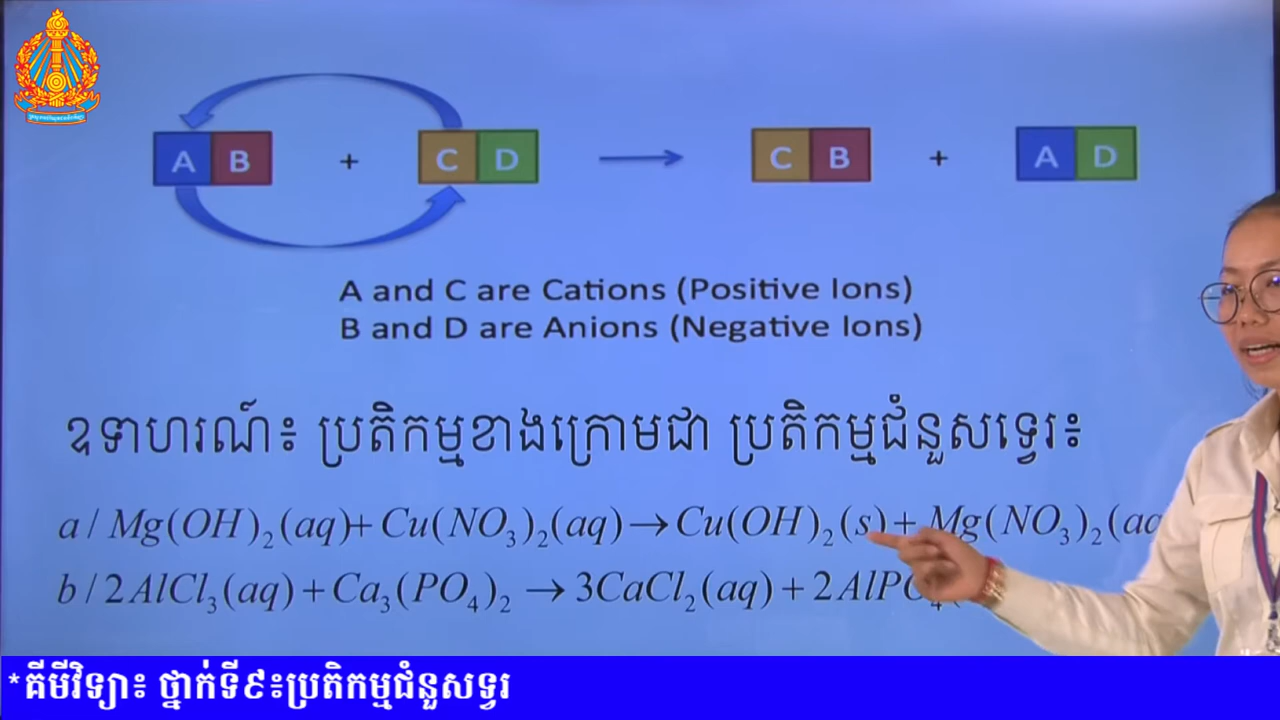 A B + C D → C B + A D
A and C are Cations (Positive Ions)
B and D are Anions (Negative Ions)
ឧទាហរណ៍៖ ប្រតិកម្មខាងក្រោមជា ប្រតិកម្មជំនួសទ្វេរ៖
a / Mg(OH)₂(aq)+ Cu(NO₃)₂(aq) → Cu(OH)₂(s)+ Mg(NO₃)₂(aq
b / 2AlCl₃(aq) + Ca₃(PO₄)₂ → 3CaCl₂(aq) + 2AlPO₄(
*គីមីវិទ្យា៖ ថ្នាក់ទី៩៖ប្រតិកម្មជំនួសទ្វរ